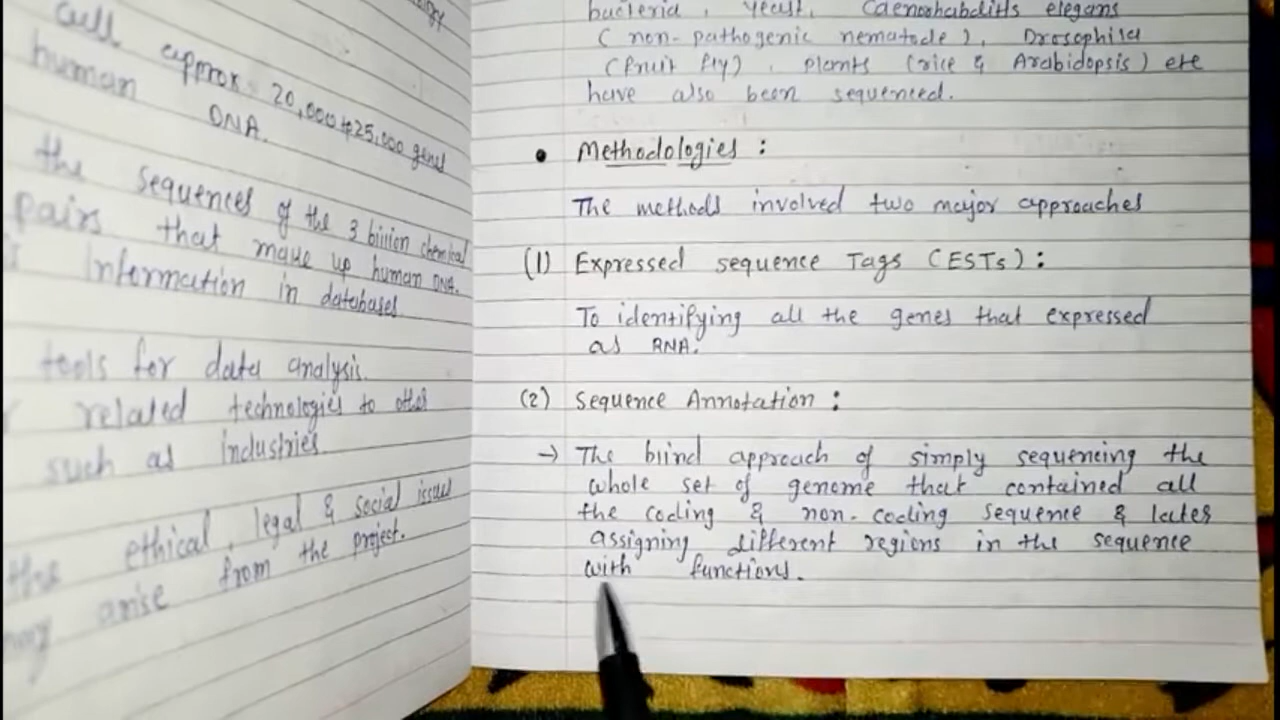 all approx. 20,000 to 25,000 genes
human DNA.
the sequences of the 3 billion chemical
pairs that make up human DNA.
information in databases
tools for data analysis.
related technologies to other
such as industries
the ethical, legal & social issues
may arise from the project.
bacteria, yeast, Caenorhabditis elegans
(non-pathogenic nematode), Drosophila
(fruit fly), plants (rice & Arabidopsis) etc
have also been sequenced.
• Methodologies :
The methods involved two major approaches
(1) Expressed sequence Tags (ESTs) :
To identifying all the genes that expressed
as RNA.
(2) Sequence Annotation :
→ The blind approach of simply sequencing the
whole set of genome that contained all
the coding & non-coding sequence & later
assigning different regions in the sequence
with functions.